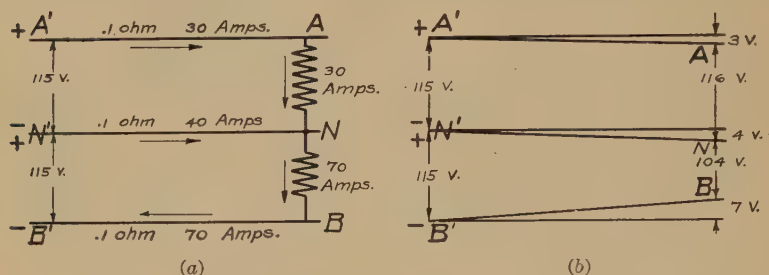 + A' .1 ohm 30 Amps. A
115 v.
30
Amps.
- N' .1 ohm 40 Amps N
+
115 v.
70
Amps.
- B' .1 ohm 70 Amps. B
(a)
+ A'
3 v.
A
115 v.
116
v.
- N'
+
4 v.
N
104
v.
115 v.
B
7 v.
- B'
(b)